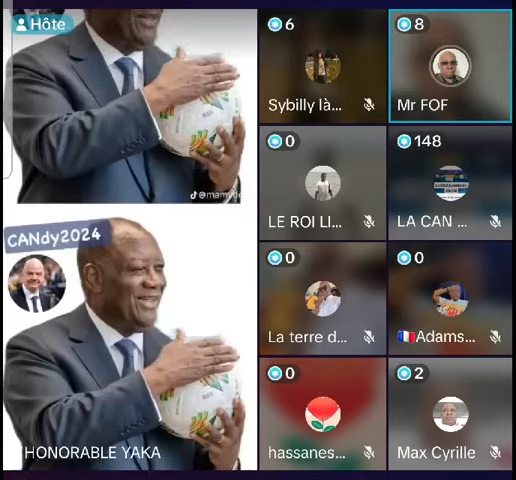 Hôte
6
Sybilly là...
8
Mr FOF
@mamyde
0
LE ROI LI...
148
LA CAN ...
CANdy2024
0
La terre d...
0
Adams...
HONORABLE YAKA
0
hassanes...
2
Max Cyrille